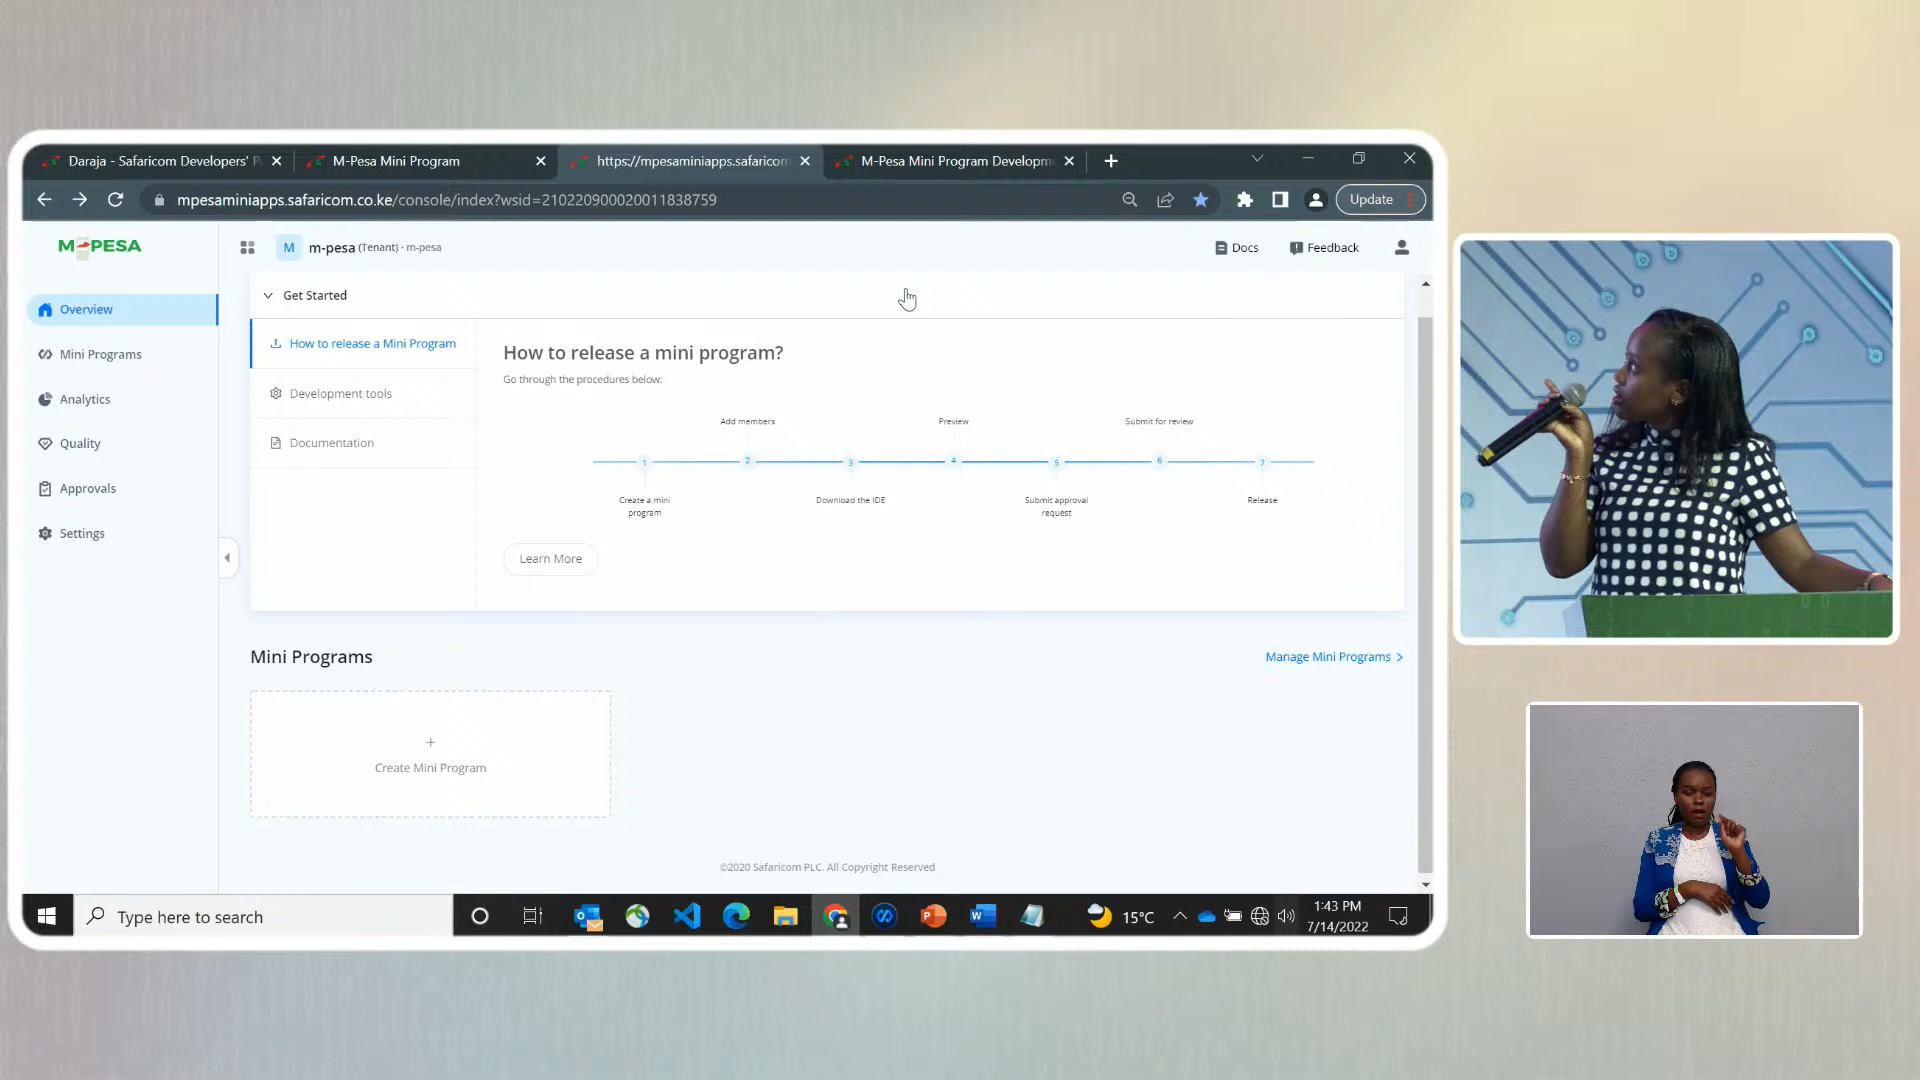 Daraja - Safaricom Developers' P
M-Pesa Mini Program
https://mpesaminiapps.safaricom
M-Pesa Mini Program Developm
mpesaminiapps.safaricom.co.ke/console/index?wsid=210220900020011838759
Update
M-PESA
M
m-pesa (Tenant) · m-pesa
Docs
Feedback
Overview
Mini Programs
Analytics
Quality
Approvals
Settings
Get Started
How to release a Mini Program
Development tools
Documentation
How to release a mini program?
Go through the procedures below:
Add members
Preview
Submit for review
1
2
3
4
5
6
7
Create a mini
program
Download the IDE
Submit approval
request
Release
Learn More
Mini Programs
Manage Mini Programs >
+
Create Mini Program
©2020 Safaricom PLC. All Copyright Reserved
Type here to search
15°C
1:43 PM
7/14/2022